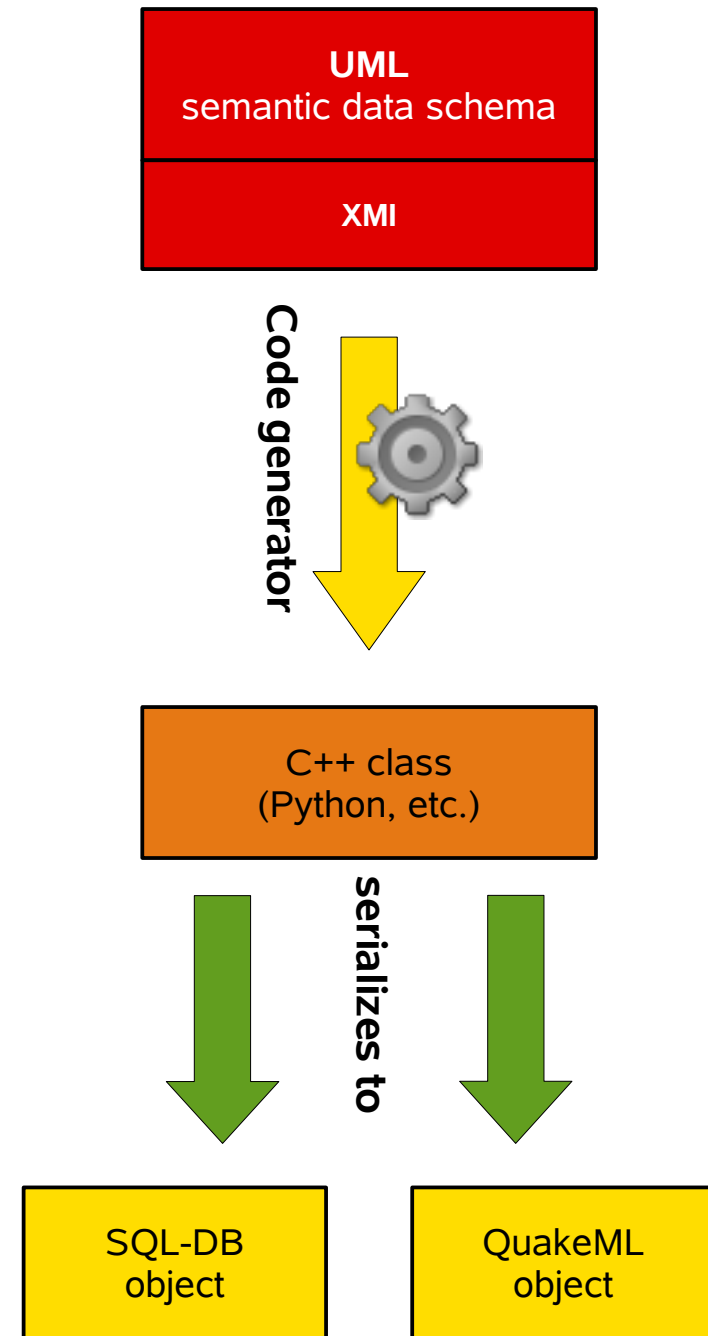 UML
semantic data schema
XMI
Code generator
C++ class
(Python, etc.)
serializes to
SQL-DB
object
QuakeML
object